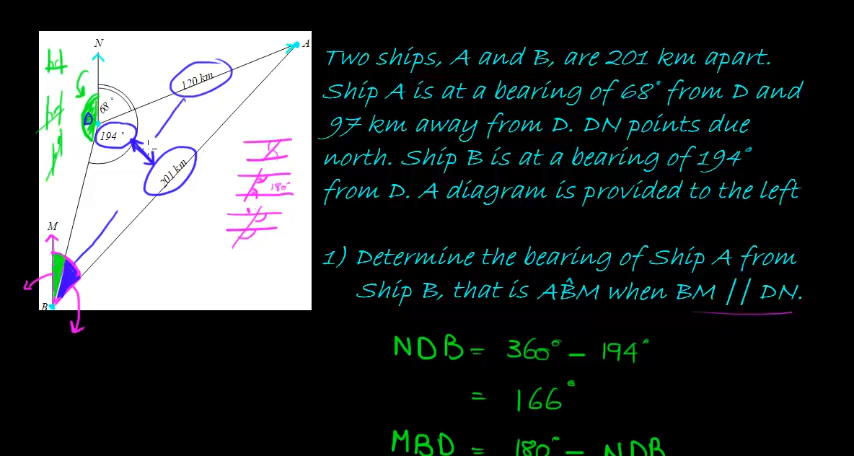 N
A
120 km
68°
D
194°
201 km
180°
M
B
Two ships, A and B, are 201 km apart.
Ship A is at a bearing of 68° from D and
97 km away from D. DN points due
north. Ship B is at a bearing of 194°
from D. A diagram is provided to the left
1) Determine the bearing of Ship A from
Ship B, that is AB̂M when BM // DN.
NDB = 360° - 194°
= 166°
MBD = 180° - NDB